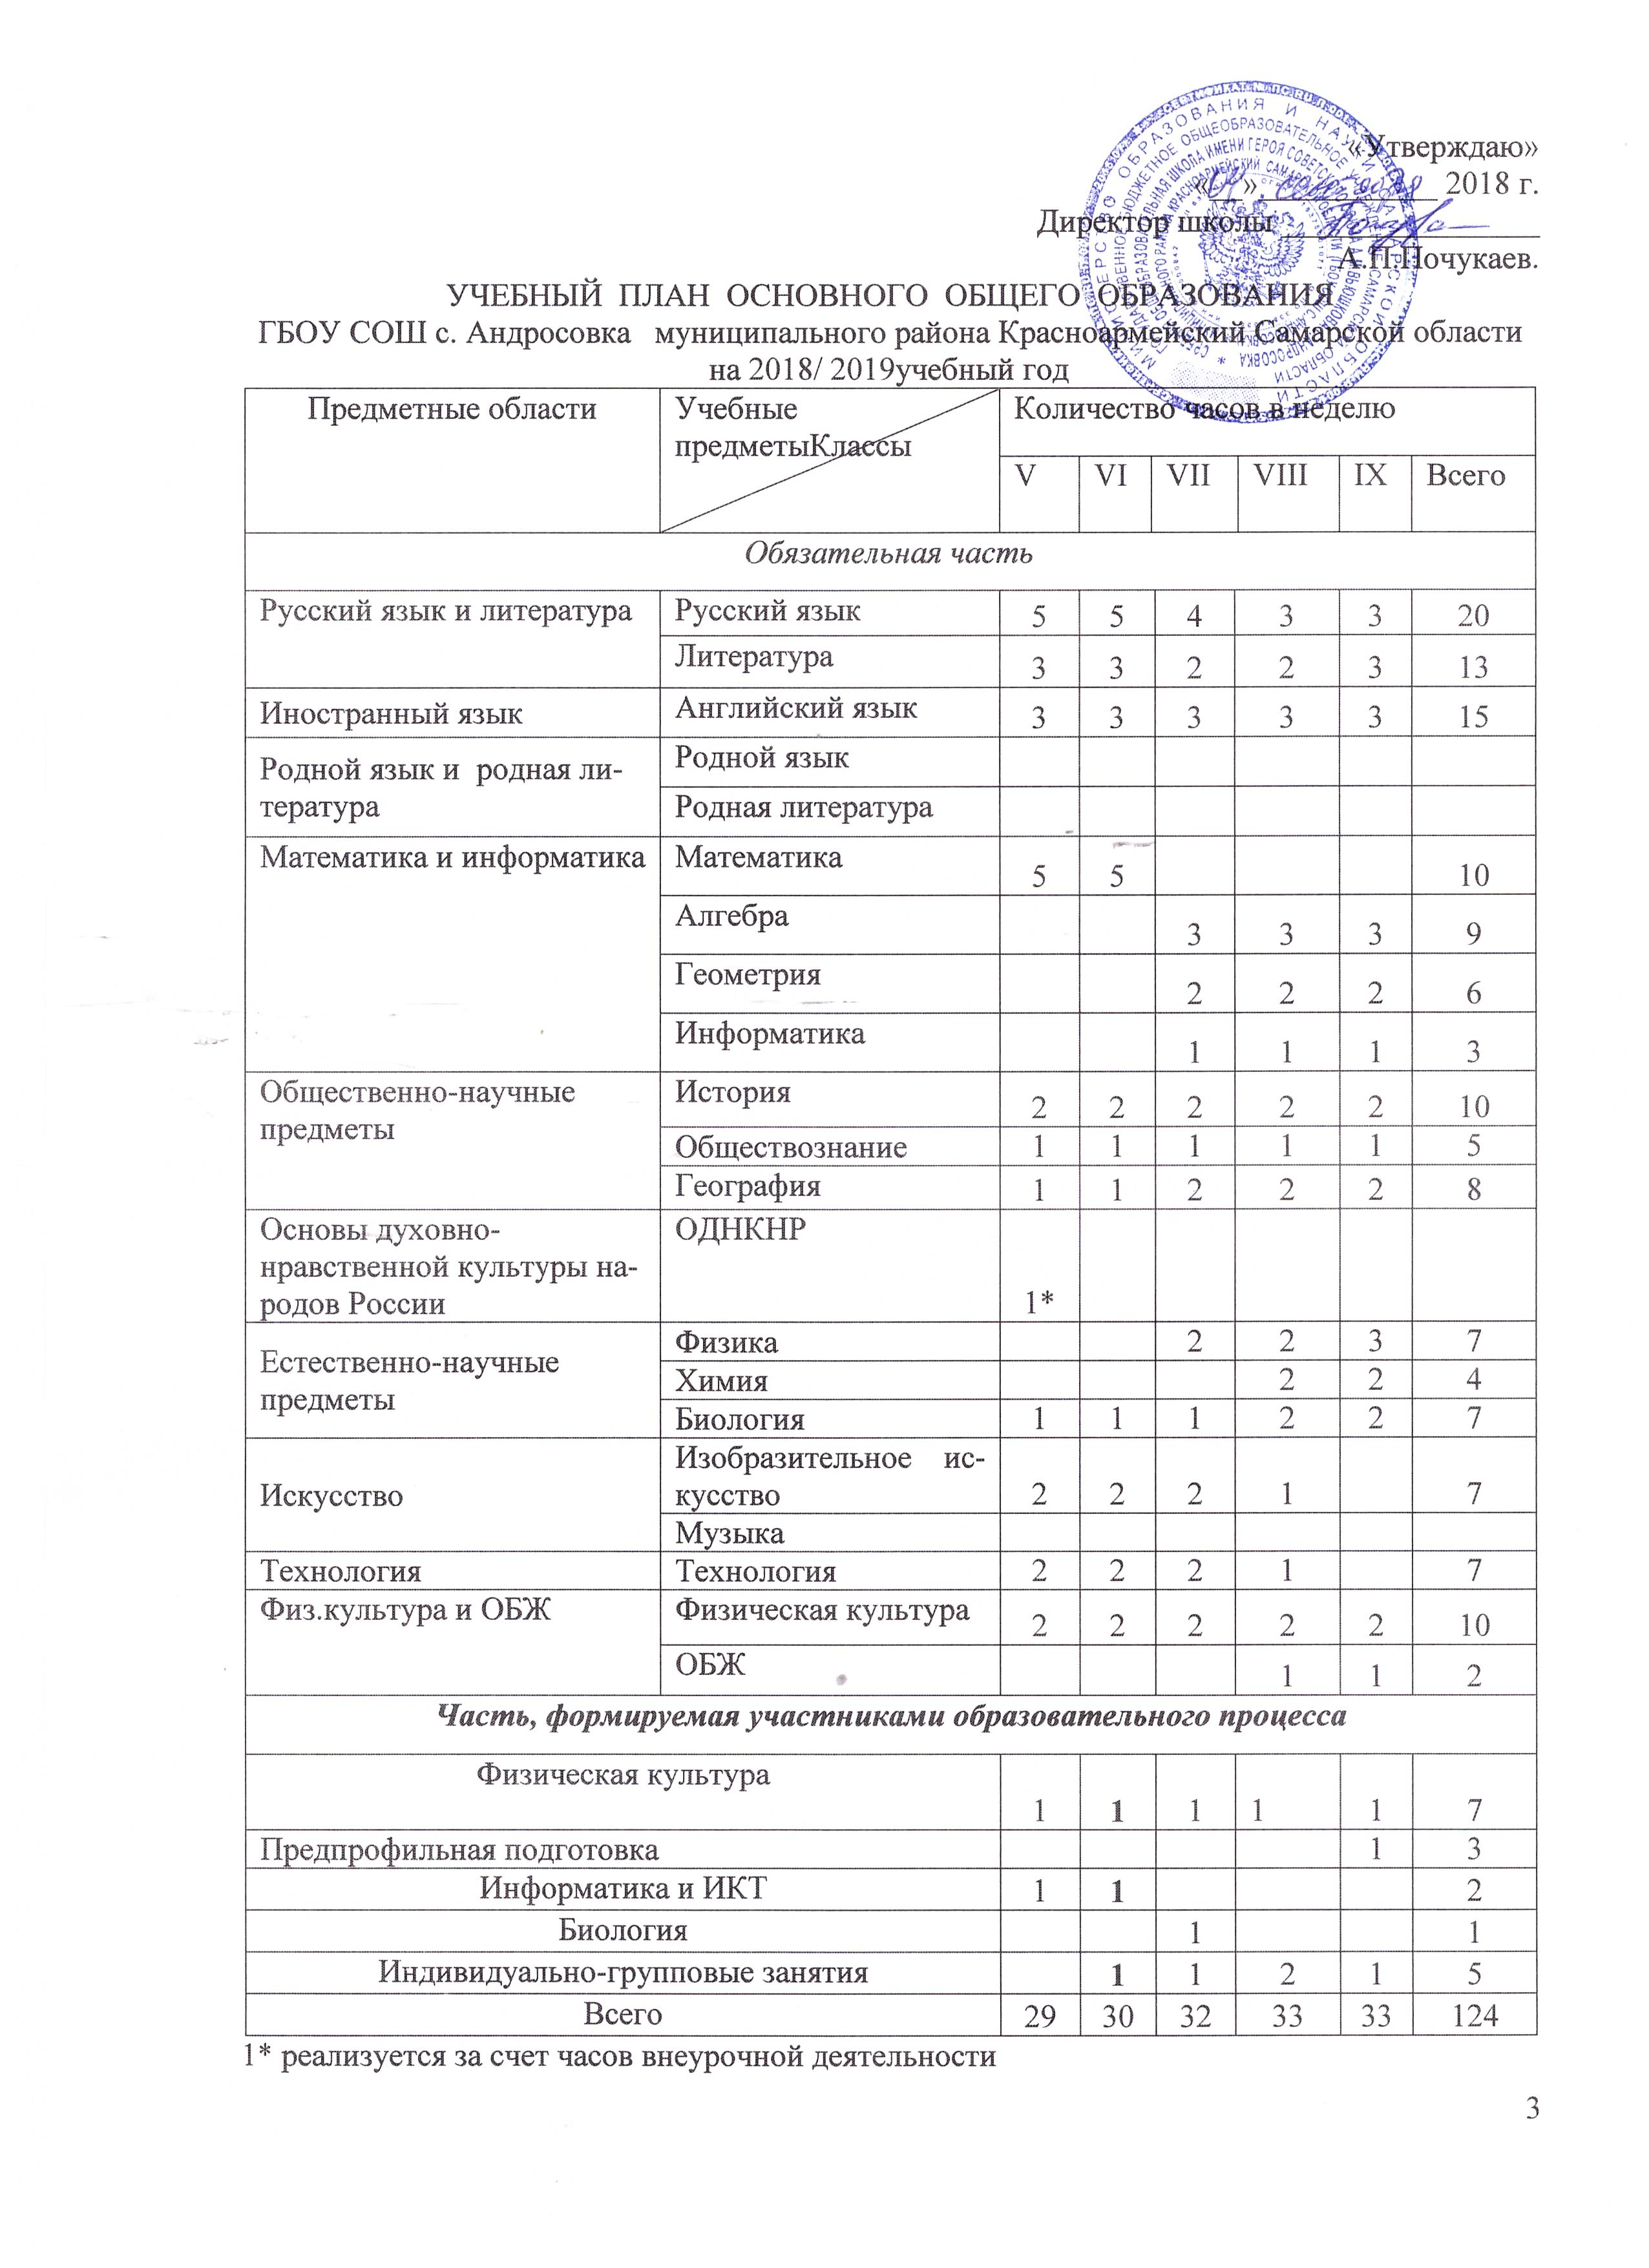 «Утверждаю»
« » 2018 г.
Директор школы
А.П.Почукаев.
УЧЕБНЫЙ ПЛАН ОСНОВНОГО ОБЩЕГО ОБРАЗОВАНИЯ
ГБОУ СОШ с. Андросовка муниципального района Красноармейский Самарской области
на 2018/ 2019учебный год
Предметные области Учебные Количество часов в неделю
предметыКлассы
V VI VII VIII IX Всего
Обязательная часть
Русский язык и литература Русский язык 5 5 4 3 3 20
Литература 3 3 2 2 3 13
Иностранный язык Английский язык 3 3 3 3 3 15
Родной язык и родная ли-
тература
Родной язык
Родная литература
Математика и информатика Математика 5 5 10
Алгебра 3 3 3 9
Геометрия 2 2 2 6
Информатика 1 1 1 3
Общественно-научные
предметы
История 2 2 2 2 2 10
Обществознание 1 1 1 1 1 5
География 1 1 2 2 2 8
Основы духовно-
нравственной культуры на-
родов России
ОДНКНР 1*
Естественно-научные
предметы
Физика 2 2 3 7
Химия 2 2 4
Биология 1 1 1 2 2 7
Искусство
Изобразительное ис-
кусство 2 2 2 1 7
Музыка
Технология Технология 2 2 2 1 7
Физ.культура и ОБЖ Физическая культура 2 2 2 2 2 10
ОБЖ 1 1 2
Часть, формируемая участниками образовательного процесса
Физическая культура 1 1 1 1 1 7
Предпрофильная подготовка 1 3
Информатика и ИКТ 1 1 2
Биология 1 1
Индивидуально-групповые занятия 1 1 2 1 5
Всего 29 30 32 33 33 124
1* реализуется за счет часов внеурочной деятельности
3